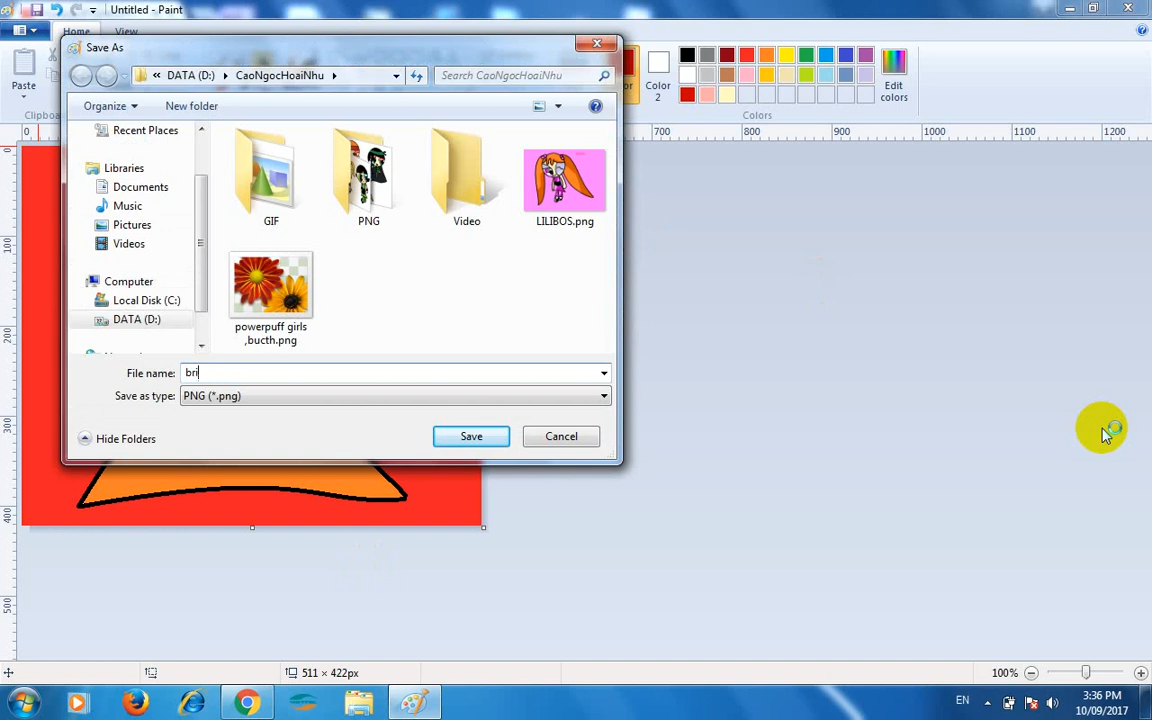 Untitled - Paint
Home
View
Save As
DATA (D:)
CaoNgocHoaiNhu
Search CaoNgocHoaiNhu
Organize
New folder
Recent Places
Libraries
Documents
Music
Pictures
Videos
Computer
Local Disk (C:)
DATA (D:)
GIF
PNG
Video
LILIBOS.png
powerpuff girls
,bucth.png
File name: bri
Save as type: PNG (*.png)
Hide Folders
Save
Cancel
Paste
Color
2
Edit
colors
Colors
0
700
800
900
1000
1100
1200
100
200
300
400
500
511 × 422px
100%
EN
3:36 PM
10/09/2017